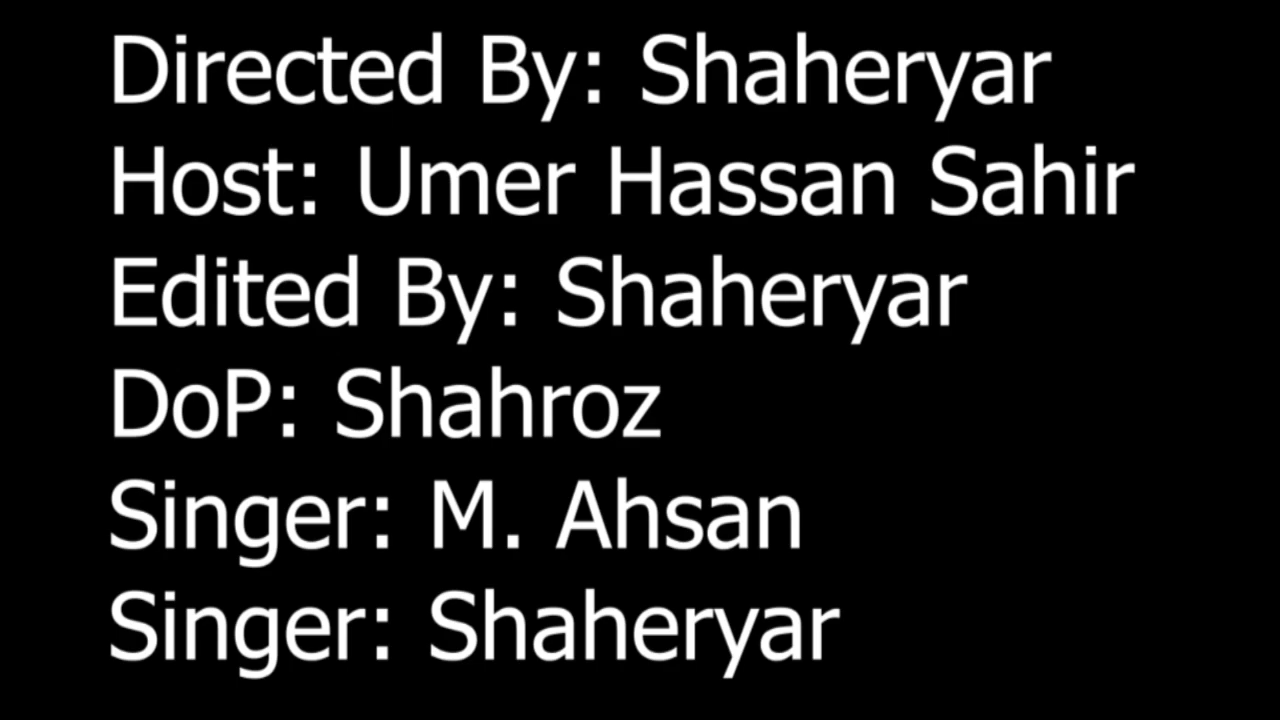 Directed By: Shaheryar
Host: Umer Hassan Sahir
Edited By: Shaheryar
DoP: Shahroz
Singer: M. Ahsan
Singer: Shaheryar